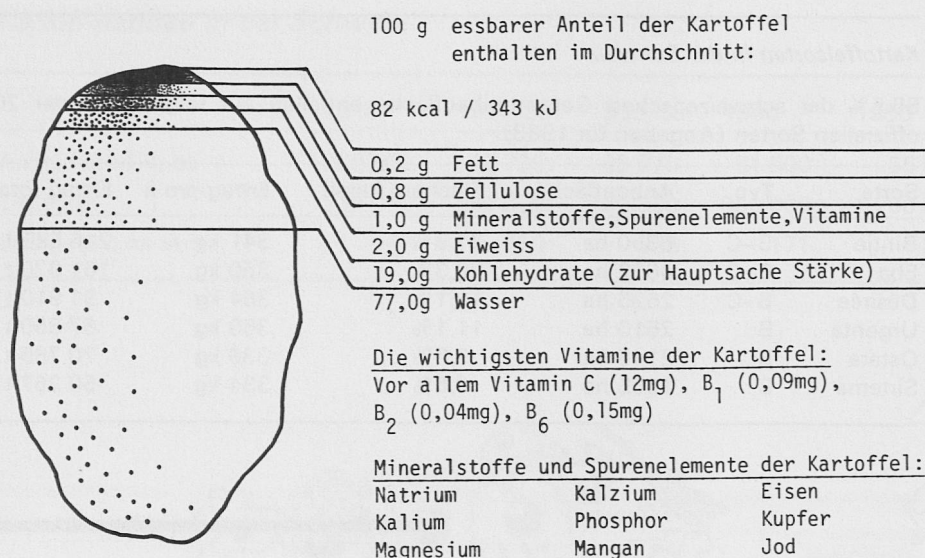 100 g essbarer Anteil der Kartoffel
enthalten im Durchschnitt:
82 kcal / 343 kJ
0,2 g Fett
0,8 g Zellulose
1,0 g Mineralstoffe,Spurenelemente,Vitamine
2,0 g Eiweiss
19,0g Kohlehydrate (zur Hauptsache Stärke)
77,0g Wasser
Die wichtigsten Vitamine der Kartoffel:
Vor allem Vitamin C (12mg), B1 (0,09mg),
B2 (0,04mg), B6 (0,15mg)
Mineralstoffe und Spurenelemente der Kartoffel:
Natrium Kalzium Eisen
Kalium Phosphor Kupfer
Magnesium Mangan Jod